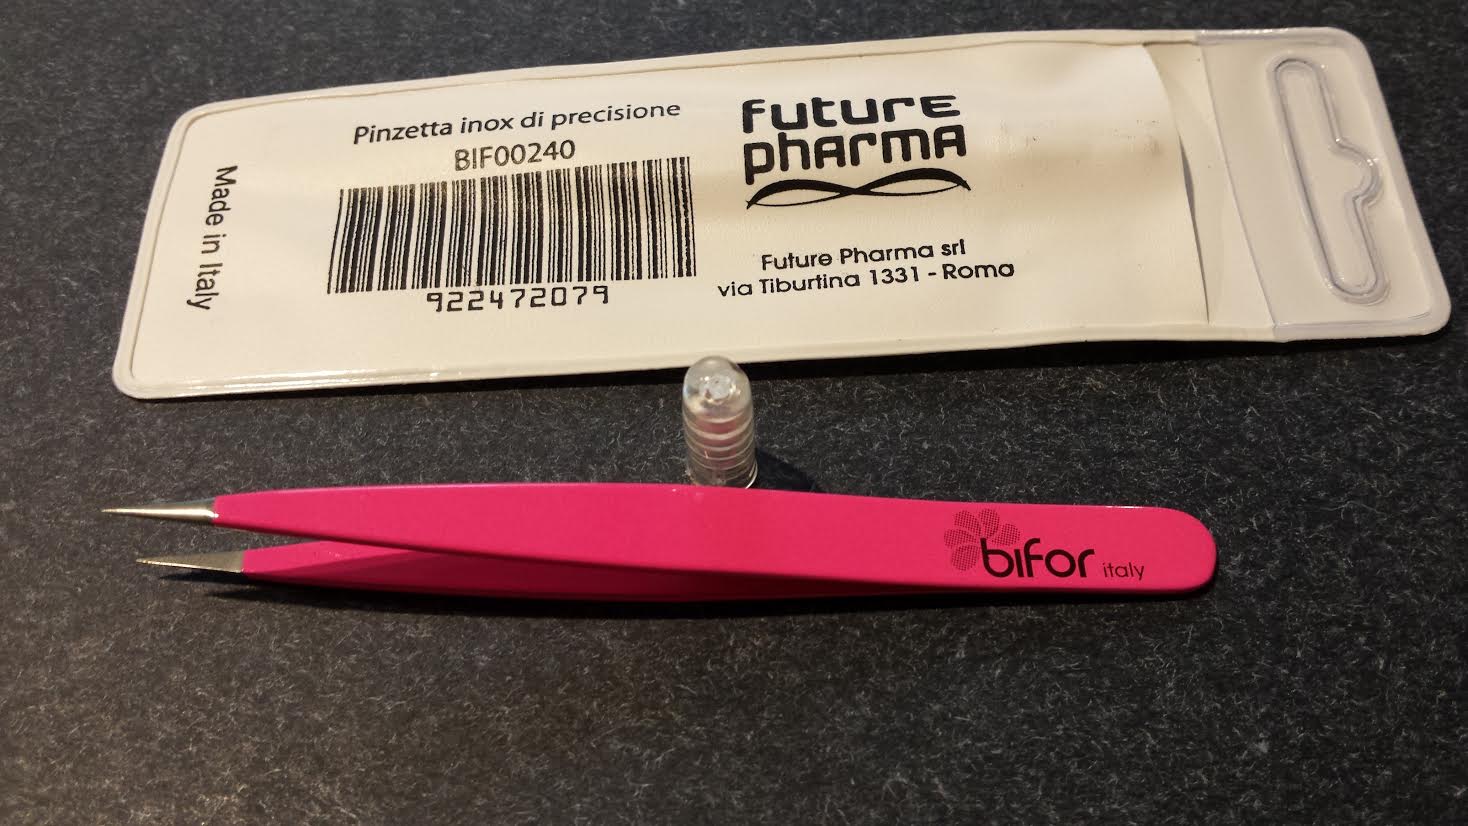 Pinzetta inox di precisione
BIF00240
922472079
Made in Italy
Future
pharma
Future Pharma srl
via Tiburtina 1331 - Roma
bifor italy